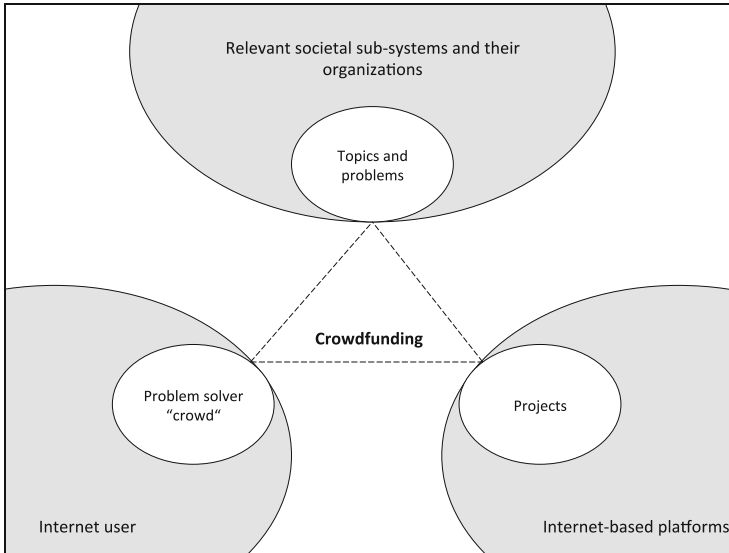 Relevant societal sub-systems and their
organizations
Topics and
problems
Crowdfunding
Problem solver
“crowd“
Projects
Internet user
Internet-based platforms